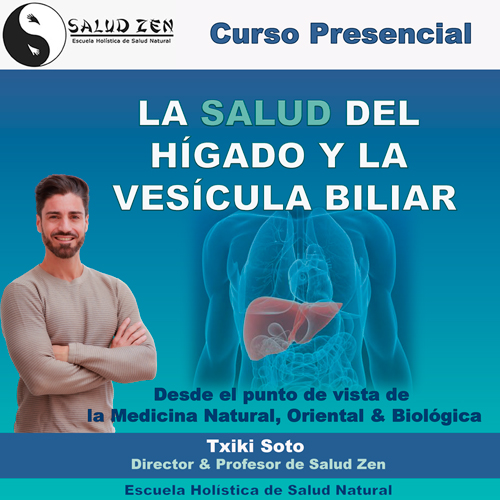 SALUD ZEN
Escuela Holística de Salud Natural
Curso Presencial
LA SALUD DEL
HÍGADO Y LA
VESÍCULA BILIAR
Desde el punto de vista de
la Medicina Natural, Oriental & Biológica
Txiki Soto
Director & Profesor de Salud Zen
Escuela Holística de Salud Natural